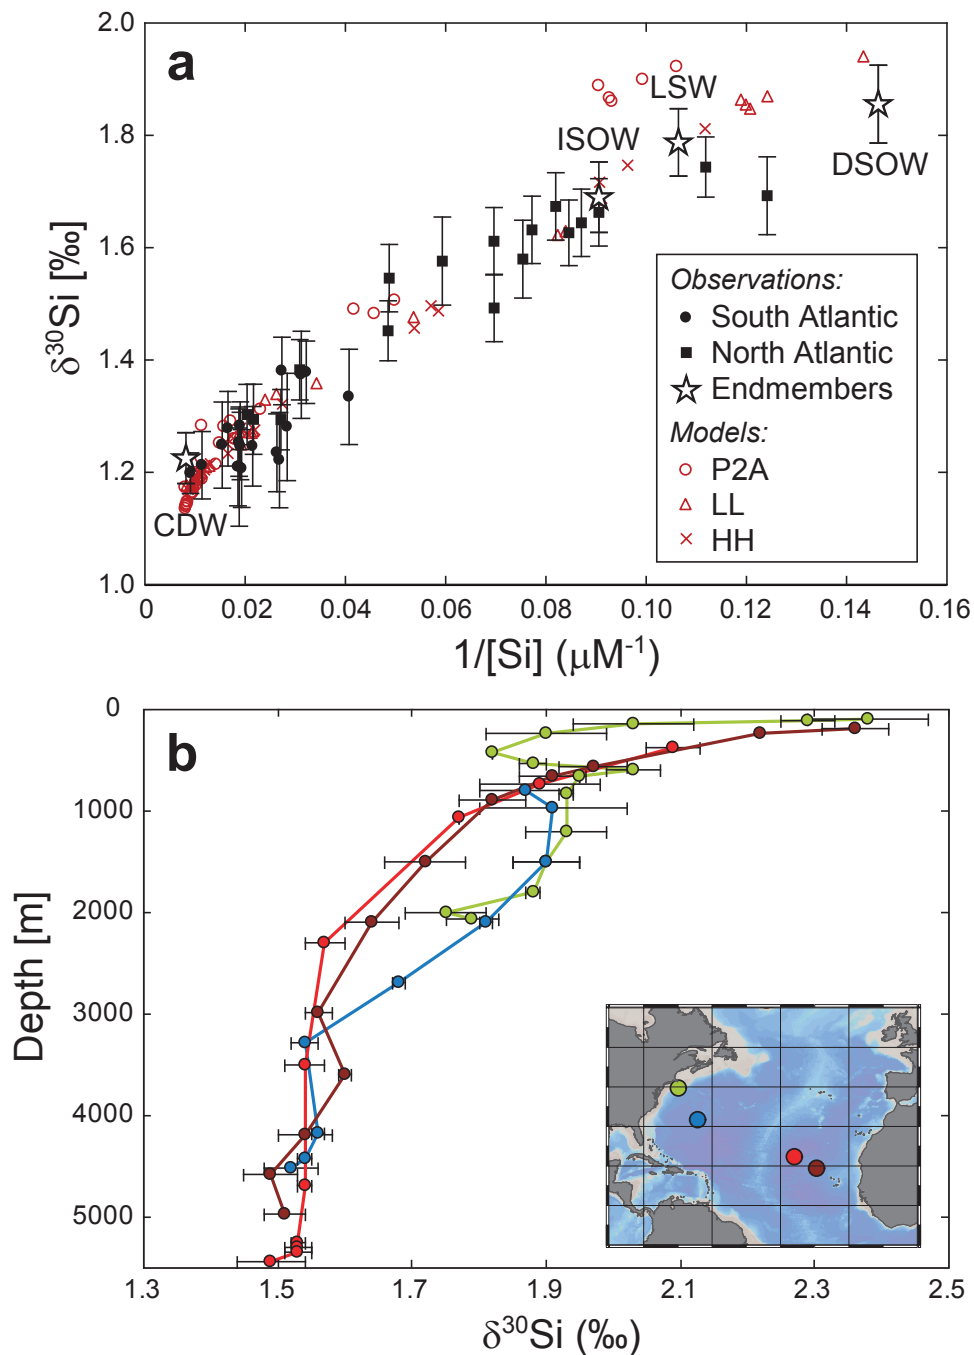 a
2.0
1.8
1.6
1.4
1.2
1.0
δ³⁰Si [‰]
LSW
ISOW
DSOW
CDW
Observations:
South Atlantic
North Atlantic
Endmembers
Models:
P2A
LL
HH
0 0.02 0.04 0.06 0.08 0.10 0.12 0.14 0.16
1/[Si] (μM⁻¹)
b
0
1000
2000
3000
4000
5000
Depth [m]
1.3 1.5 1.7 1.9 2.1 2.3 2.5
δ³⁰Si (‰)